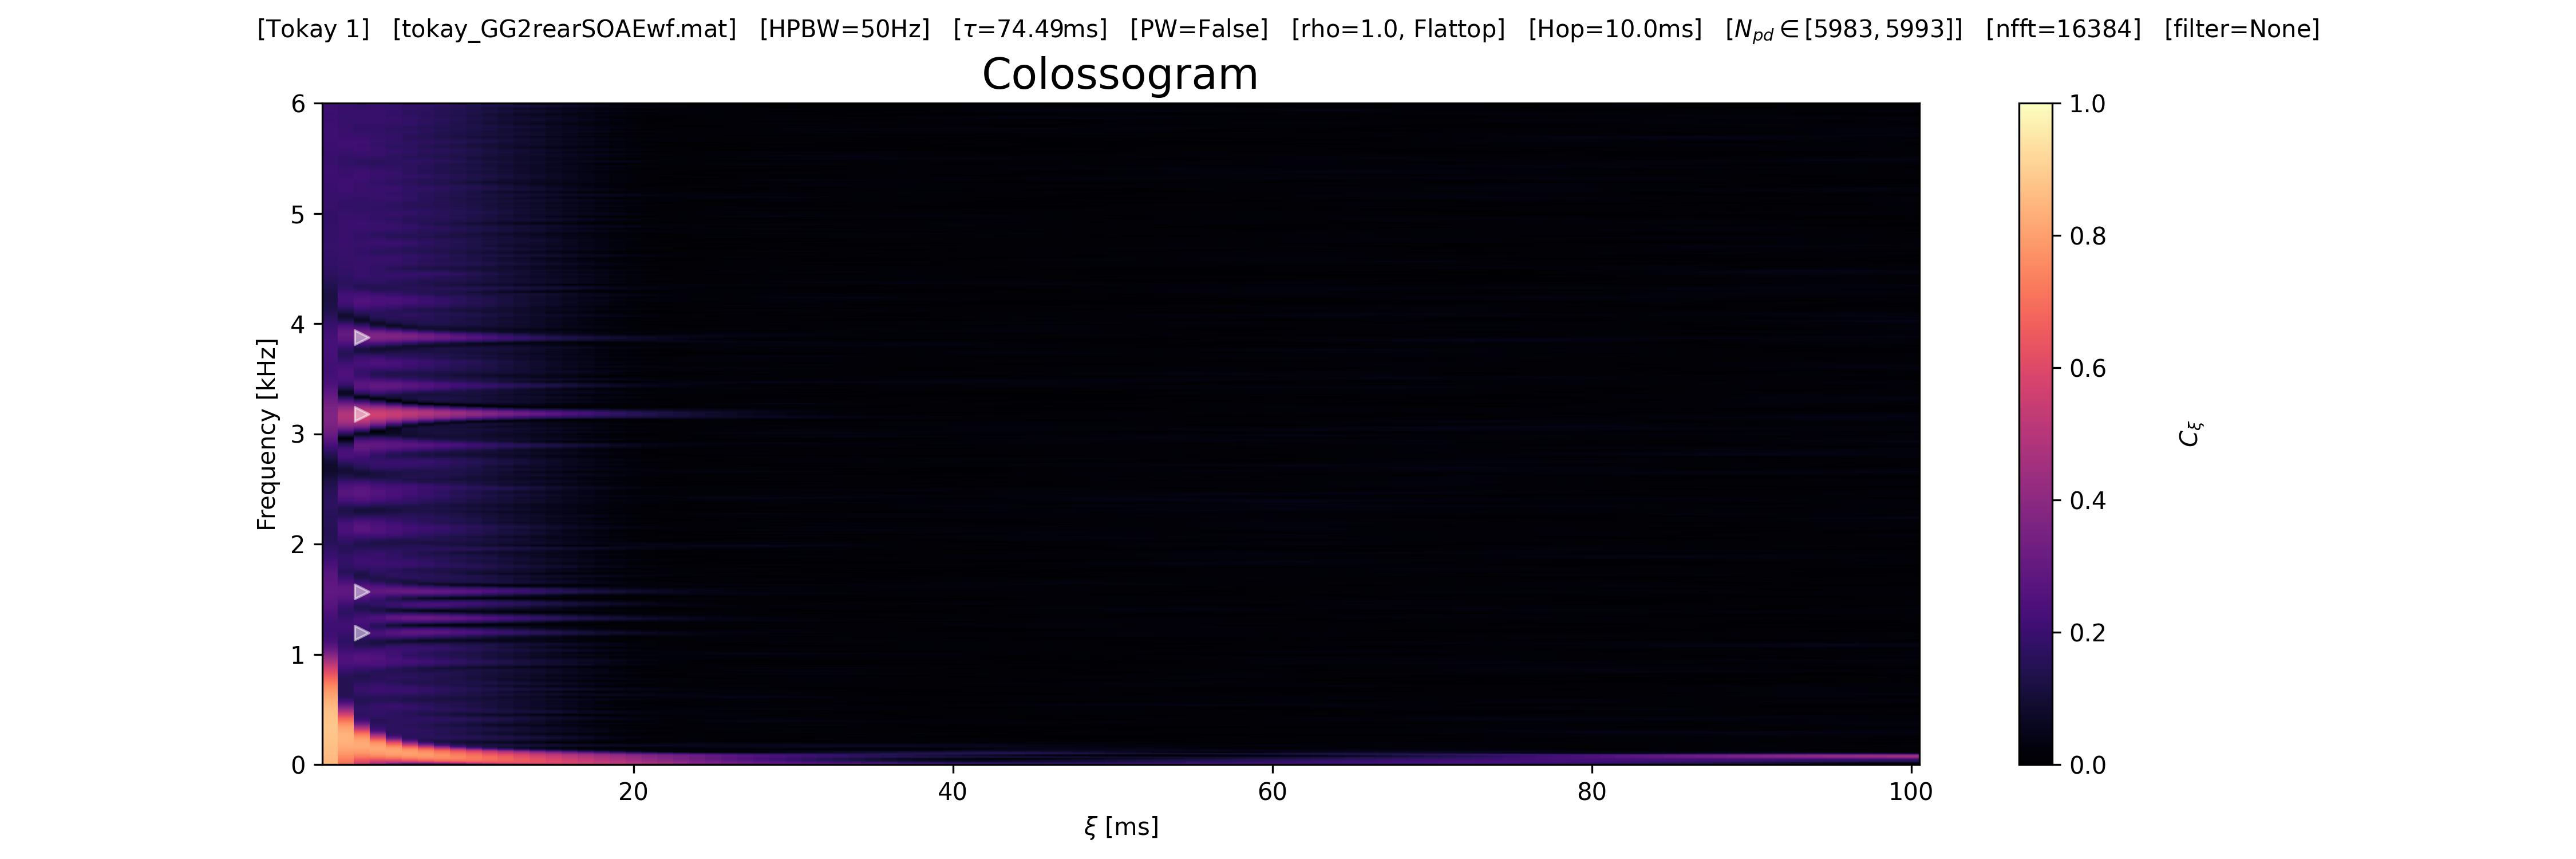 [Tokay 1] [tokay_GG2rearSOAEwf.mat] [HPBW=50Hz] [τ=74.49ms] [PW=False] [rho=1.0, Flattop] [Hop=10.0ms] [N_pd ∈ [5983, 5993]] [nfft=16384] [filter=None]
Colossogram
6
5
4
3
2
1
0
Frequency [kHz]
20 40 60 80 100
ξ [ms]
1.0
0.8
0.6
0.4
0.2
0.0
C_ξ